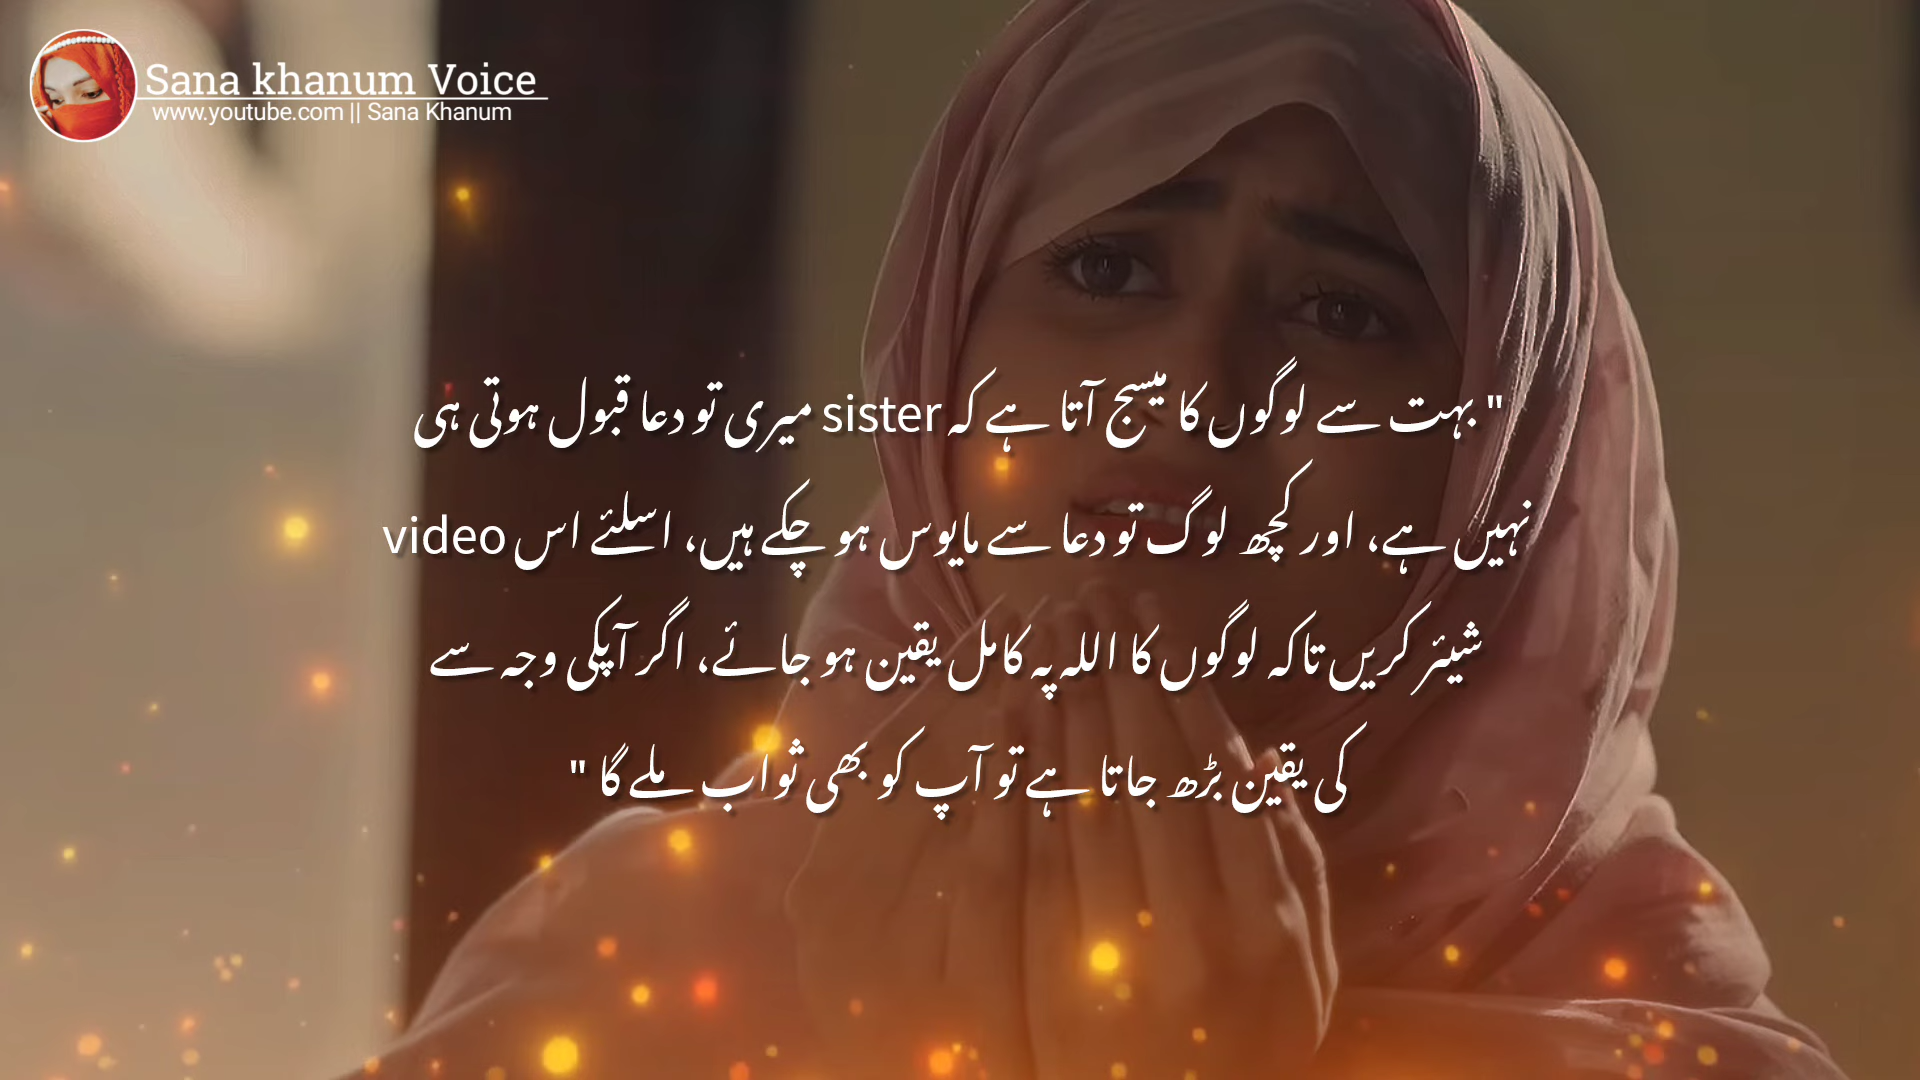 Sana khanum Voice
www.youtube.com || Sana Khanum
" بہت سے لوگوں کا میسج آتا ہے کہ sister میری تو دعا قبول ہوتی ہی
نہیں ہے، اور کچھ لوگ تو دعا سے مایوس ہو چکے ہیں، اسلئے اس video
شیئر کریں تاکہ لوگوں کا اللہ پہ کامل یقین ہو جائے، اگر آپکی وجہ سے
کی یقین بڑھ جاتا ہے تو آپ کو بھی ثواب ملے گا "